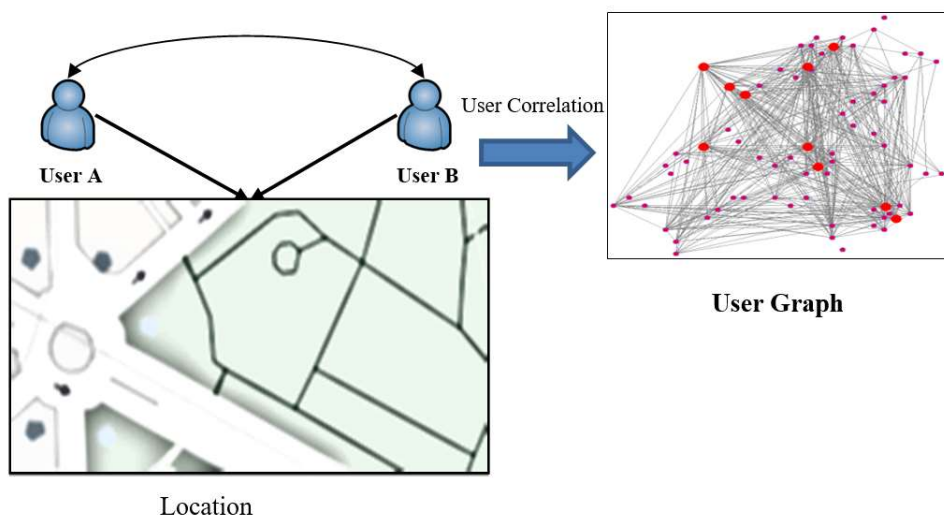 User Correlation
User A
User B
User Graph
Location